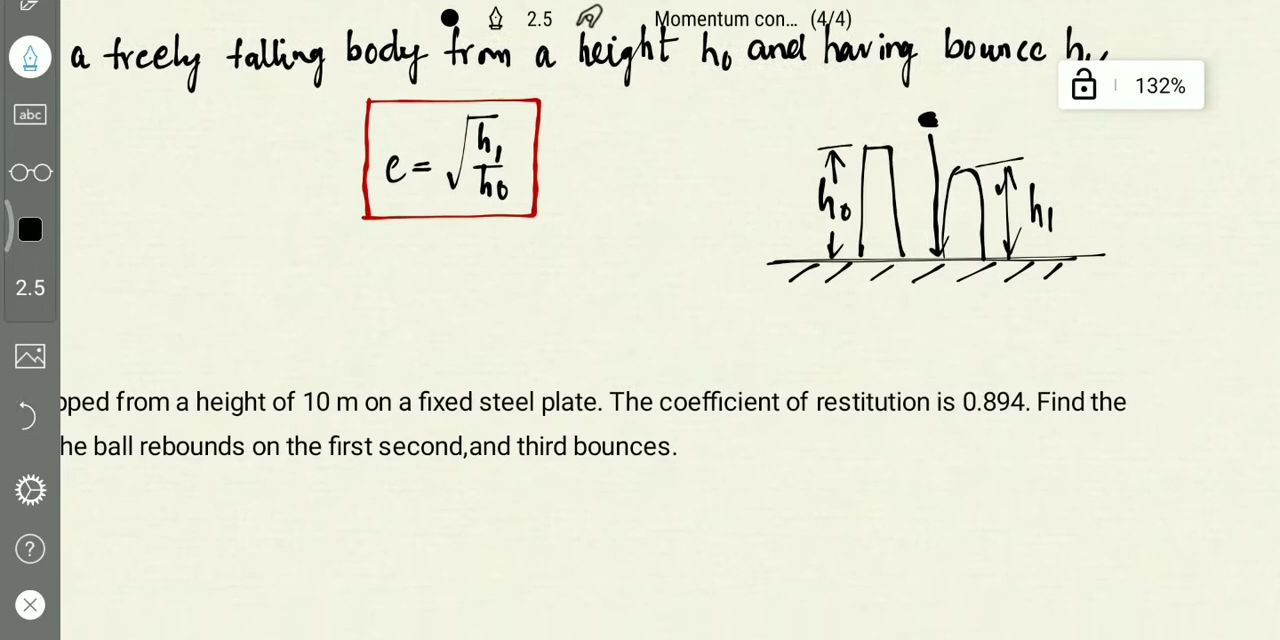 2.5 Momentum con... (4/4)
a freely falling body from a height h₀ and having bounce
132%
abc
e = √(h₁/h₀)
h₀
h₁
2.5
pped from a height of 10 m on a fixed steel plate. The coefficient of restitution is 0.894. Find the
he ball rebounds on the first second,and third bounces.
?